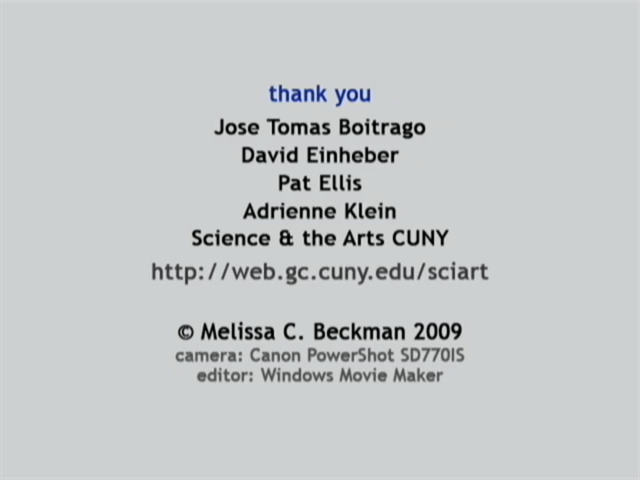 thank you
Jose Tomas Boitrago
David Einheber
Pat Ellis
Adrienne Klein
Science & the Arts CUNY
http://web.gc.cuny.edu/sciart
© Melissa C. Beckman 2009
camera: Canon PowerShot SD770IS
editor: Windows Movie Maker